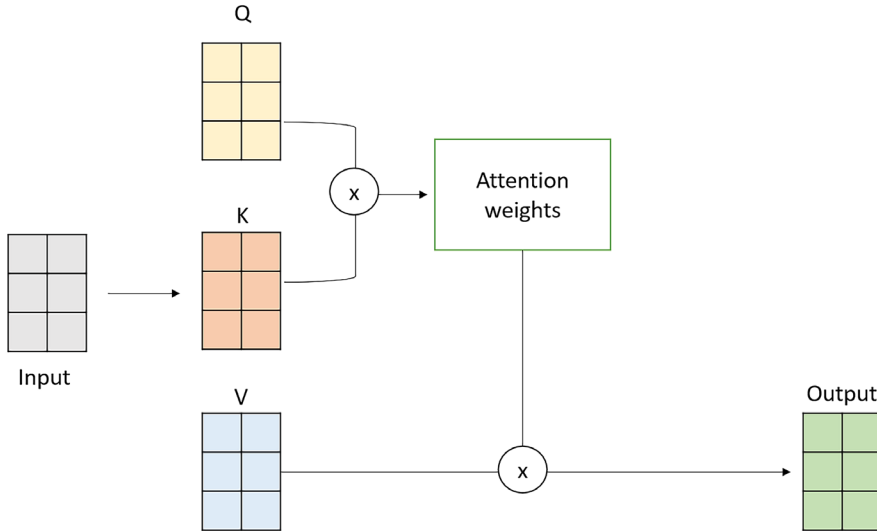 Q
x
Attention
weights
K
Input
V
Output
x